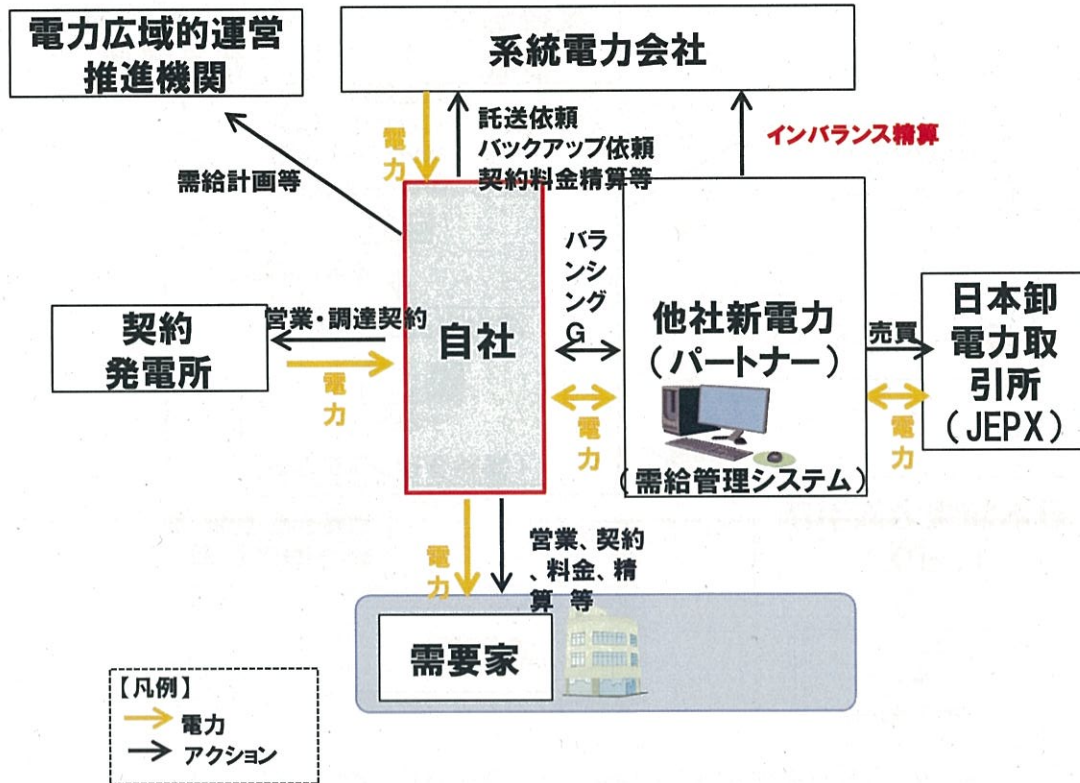 電力広域的運営
推進機関
系統電力会社
電
力
託送依頼
バックアップ依頼
契約料金精算等
インバランス精算
需給計画等
契約
発電所
営業・調達契約
電
力
自社
バラ
ンシ
ング
G
電
力
他社新電力
(パートナー)
(需給管理システム)
売買
電
力
日本卸
電力取
引所
(JEPX)
電
力
営業、契約
、料金、精
算 等
需要家
【凡例】
電力
アクション